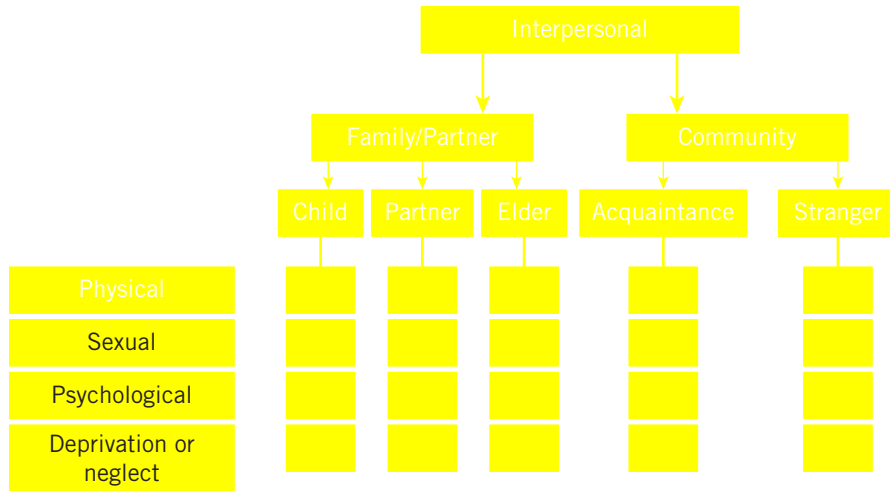 Interpersonal
Family/Partner
Community
Child
Partner
Elder
Acquaintance
Stranger
Physical
Sexual
Psychological
Deprivation or
neglect